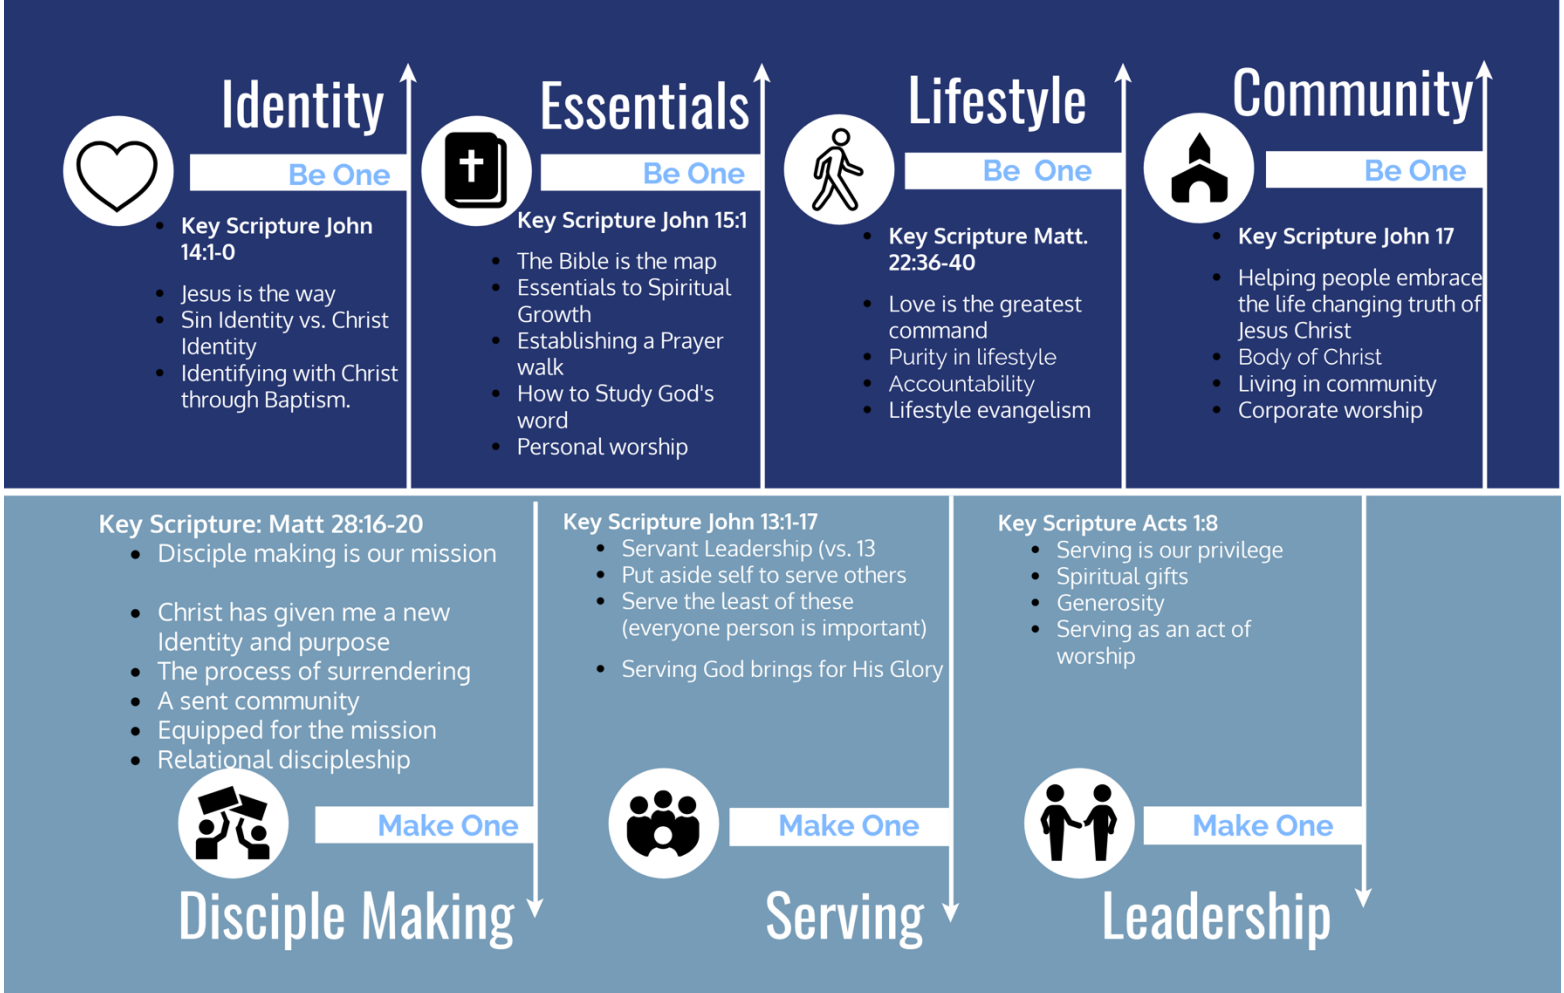 Identity
Be One
Key Scripture John
14:1-0
Jesus is the way
Sin Identity vs. Christ
Identity
Identifying with Christ
through Baptism.
Essentials
Be One
Key Scripture John 15:1
The Bible is the map
Essentials to Spiritual
Growth
Establishing a Prayer
walk
How to Study God's
word
Personal worship
Lifestyle
Be One
Key Scripture Matt.
22:36-40
Love is the greatest
command
Purity in lifestyle
Accountability
Lifestyle evangelism
Community
Be One
Key Scripture John 17
Helping people embrace
the life changing truth of
Jesus Christ
Body of Christ
Living in community
Corporate worship
Key Scripture: Matt 28:16-20
Disciple making is our mission
Christ has given me a new
Identity and purpose
The process of surrendering
A sent community
Equipped for the mission
Relational discipleship
Make One
Disciple Making
Key Scripture John 13:1-17
Servant Leadership (vs. 13
Put aside self to serve others
Serve the least of these
(everyone person is important)
Serving God brings for His Glory
Make One
Serving
Key Scripture Acts 1:8
Serving is our privilege
Spiritual gifts
Generosity
Serving as an act of
worship
Make One
Leadership